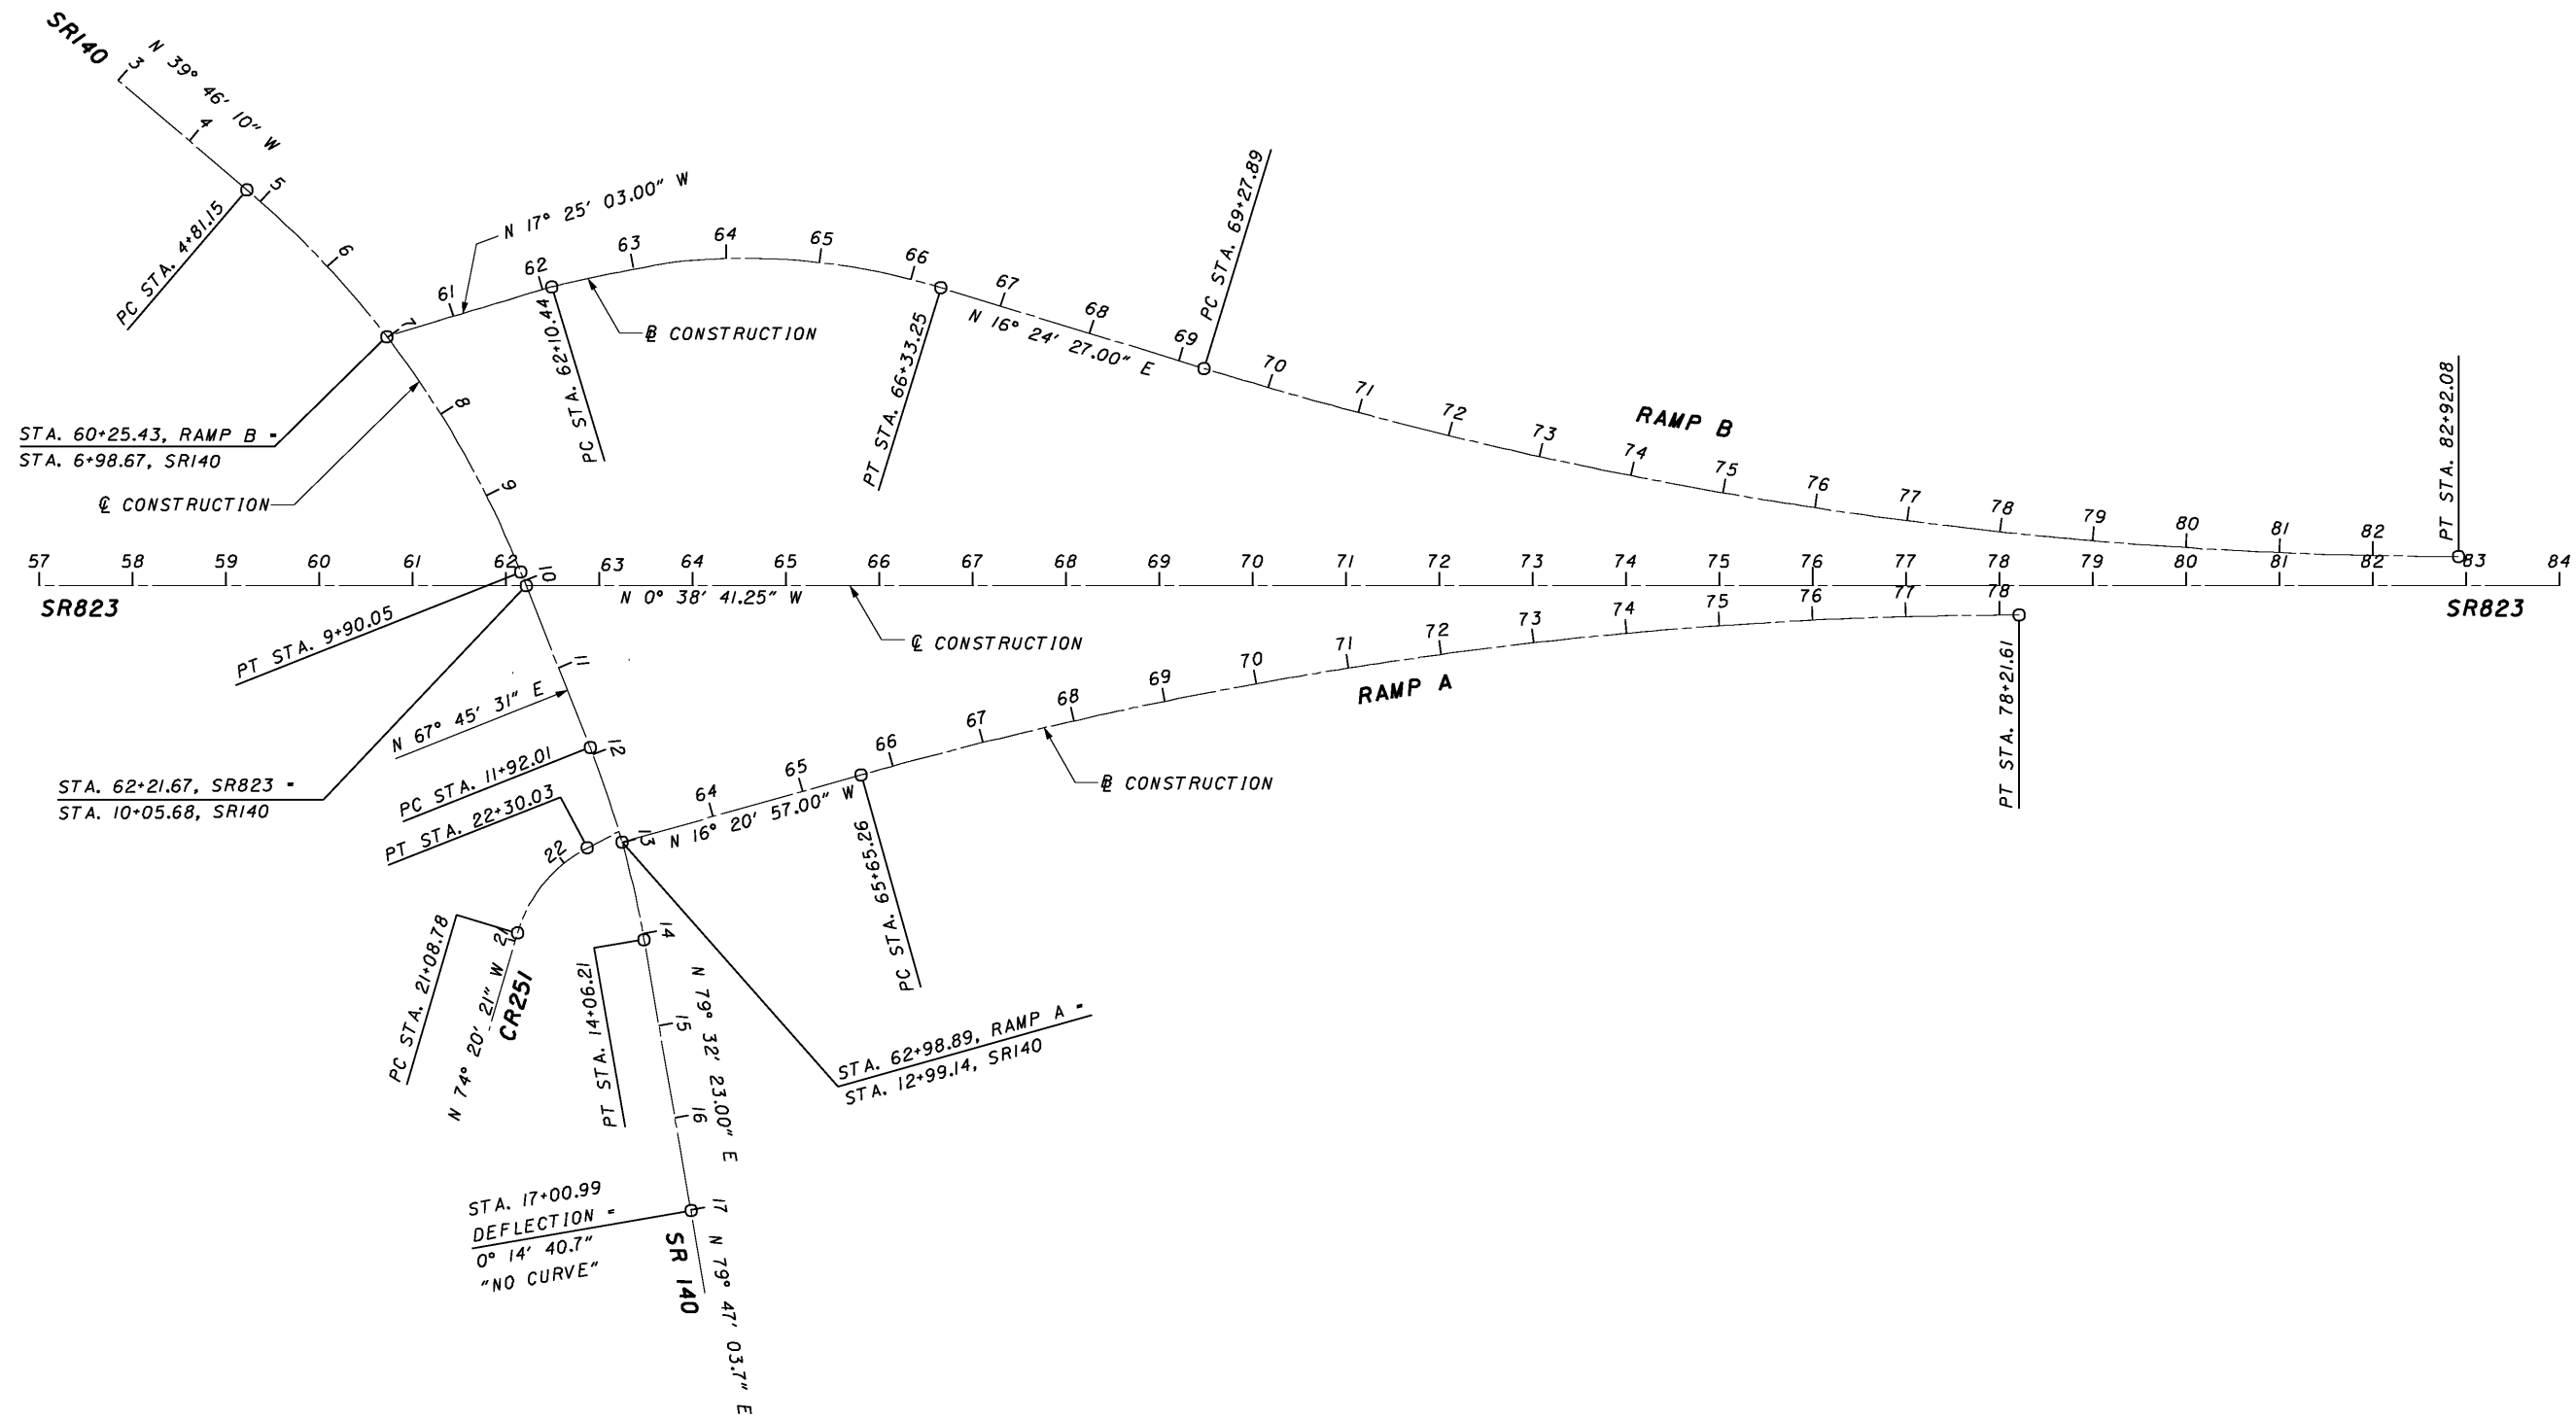 SR140
3
N 39° 46' 10" W
4
5
PC STA. 4+81.15
6
7
N 17° 25' 03.00" W
61
62
63
64
65
66
67
68
69
70
71
72
73
74
75
76
77
78
79
80
81
82
PC STA. 62+10.44
℄ CONSTRUCTION
PT STA. 66+33.25
N 16° 24' 27.00" E
PC STA. 69+27.89
RAMP B
PT STA. 82+92.08
STA. 60+25.43, RAMP B =
STA. 6+98.67, SR140
8
℄ CONSTRUCTION
9
57 58 59 60 61 62 63 64 65 66 67 68 69 70 71 72 73 74 75 76 77 78 79 80 81 82 83 84
SR823
10
N 0° 38' 41.25" W
℄ CONSTRUCTION
SR823
PT STA. 9+90.05
11
N 67° 45' 31" E
12
STA. 62+21.67, SR823 =
STA. 10+05.68, SR140
PC STA. 11+92.01
PT STA. 22+30.03
13
N 16° 20' 57.00" W
64
65
66
67
68
69
70
71
72
73
74
75
76
77
78
RAMP A
℄ CONSTRUCTION
PT STA. 78+21.61
PC STA. 65+65.26
22
21
PC STA. 21+08.78
N 74° 20' 21" W
CR251
14
PT STA. 14+06.21
N 79° 32' 23.00" E
15
16
STA. 62+98.89, RAMP A =
STA. 12+99.14, SR140
STA. 17+00.99
DEFLECTION =
0° 14' 40.7"
"NO CURVE"
17
SR 140
N 79° 47' 03.7" E